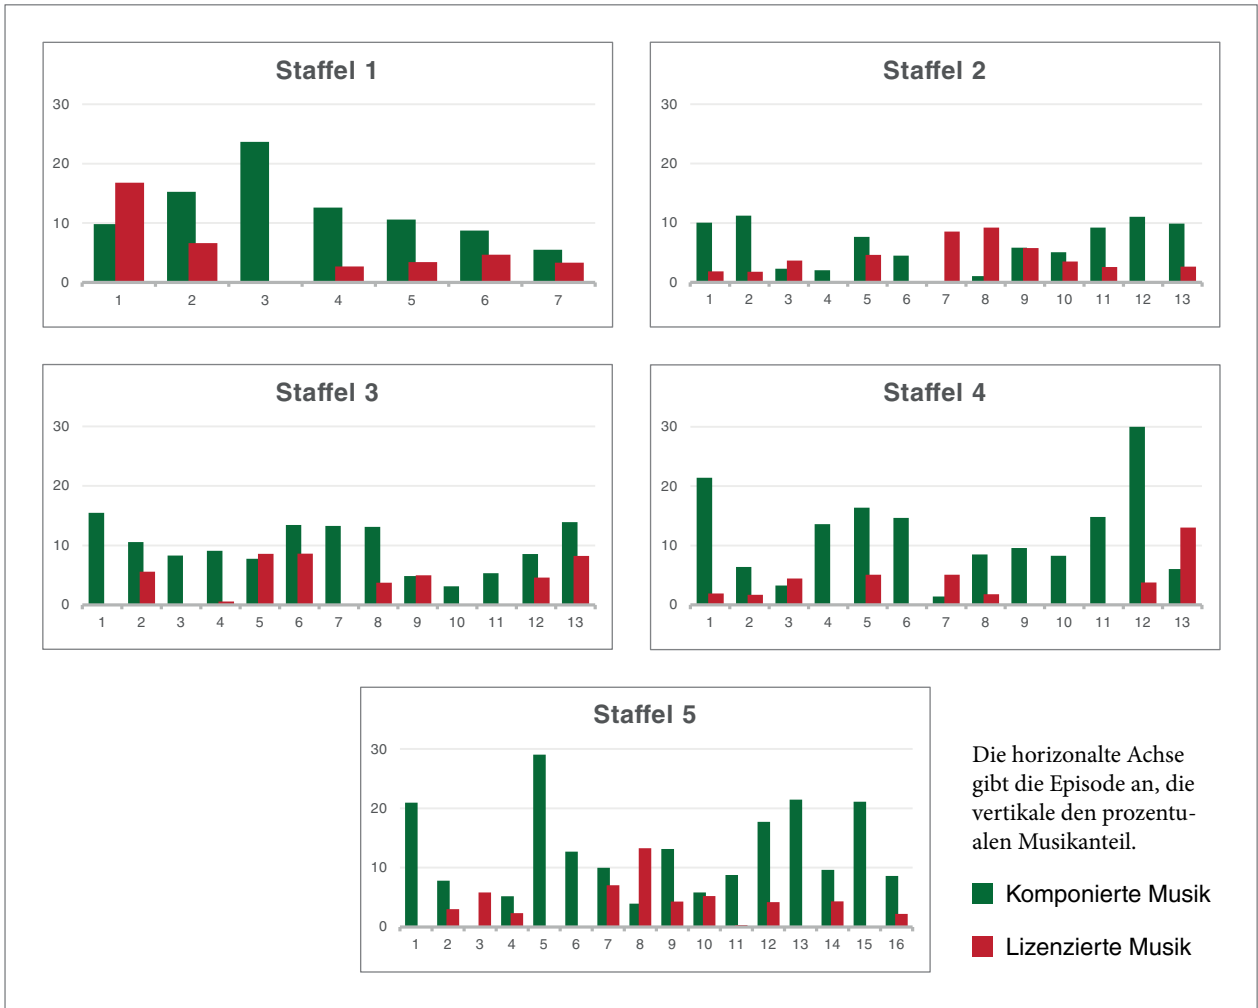 Staffel 1
30
20
10
0
1 2 3 4 5 6 7
Staffel 2
30
20
10
0
1 2 3 4 5 6 7 8 9 10 11 12 13
Staffel 3
30
20
10
0
1 2 3 4 5 6 7 8 9 10 11 12 13
Staffel 4
30
20
10
0
1 2 3 4 5 6 7 8 9 10 11 12 13
Staffel 5
30
20
10
0
1 2 3 4 5 6 7 8 9 10 11 12 13 14 15 16
Die horizonalte Achse
gibt die Episode an, die
vertikale den prozentu-
alen Musikanteil.
Komponierte Musik
Lizenzierte Musik